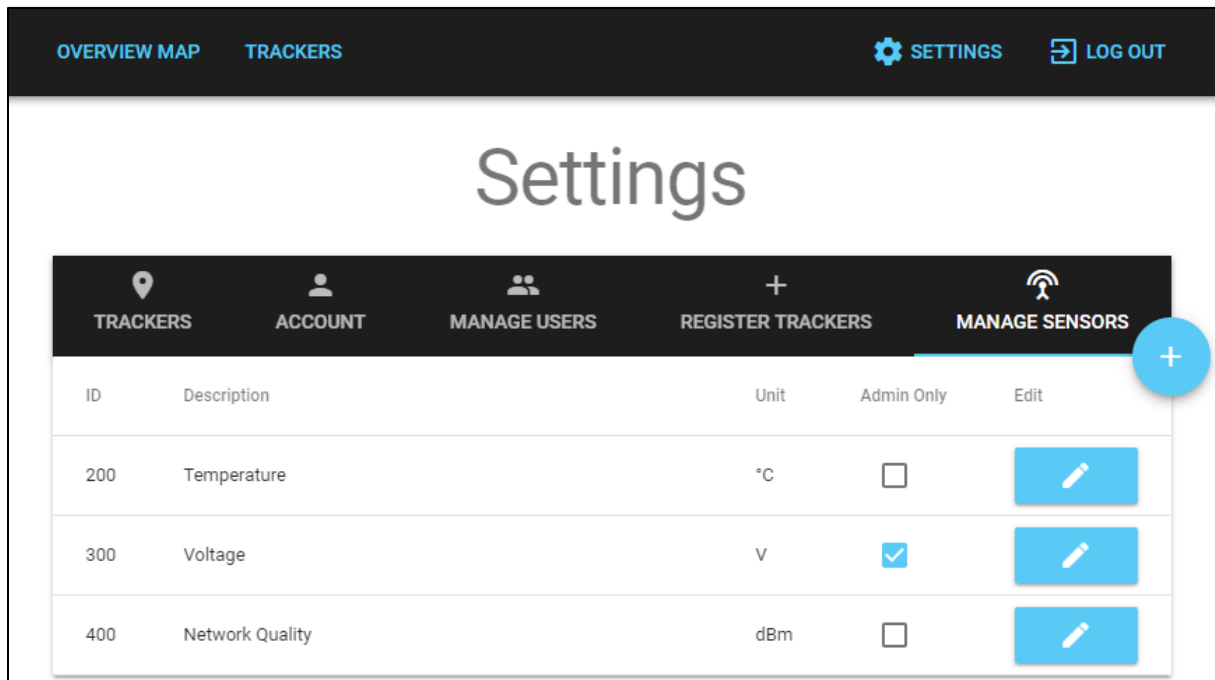 OVERVIEW MAP TRACKERS SETTINGS LOG OUT
Settings
TRACKERS ACCOUNT MANAGE USERS REGISTER TRACKERS MANAGE SENSORS
ID Description Unit Admin Only Edit
200 Temperature °C
300 Voltage V
400 Network Quality dBm